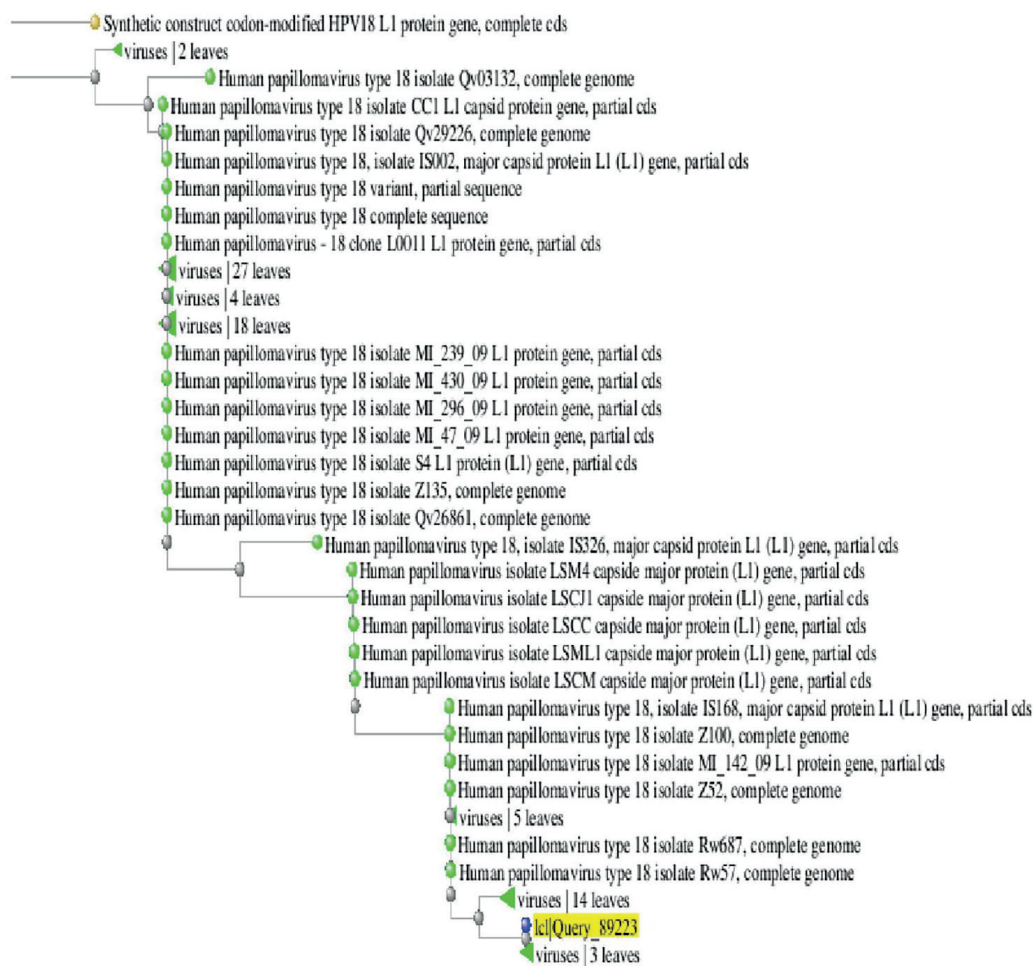 Synthetic construct codon-modified HPV18 L1 protein gene, complete cds
viruses | 2 leaves
Human papillomavirus type 18 isolate Qv03132, complete genome
Human papillomavirus type 18 isolate CC1 L1 capsid protein gene, partial cds
Human papillomavirus type 18 isolate Qv29226, complete genome
Human papillomavirus type 18, isolate IS002, major capsid protein L1 (L1) gene, partial cds
Human papillomavirus type 18 variant, partial sequence
Human papillomavirus type 18 complete sequence
Human papillomavirus - 18 clone L0011 L1 protein gene, partial cds
viruses | 27 leaves
viruses | 4 leaves
viruses | 18 leaves
Human papillomavirus type 18 isolate MI_239_09 L1 protein gene, partial cds
Human papillomavirus type 18 isolate MI_430_09 L1 protein gene, partial cds
Human papillomavirus type 18 isolate MI_296_09 L1 protein gene, partial cds
Human papillomavirus type 18 isolate MI_47_09 L1 protein gene, partial cds
Human papillomavirus type 18 isolate S4 L1 protein (L1) gene, partial cds
Human papillomavirus type 18 isolate Z135, complete genome
Human papillomavirus type 18 isolate Qv26861, complete genome
Human papillomavirus type 18, isolate IS326, major capsid protein L1 (L1) gene, partial cds
Human papillomavirus isolate LSM4 capside major protein (L1) gene, partial cds
Human papillomavirus isolate LSCJ1 capside major protein (L1) gene, partial cds
Human papillomavirus isolate LSCC capside major protein (L1) gene, partial cds
Human papillomavirus isolate LSML1 capside major protein (L1) gene, partial cds
Human papillomavirus isolate LSCM capside major protein (L1) gene, partial cds
Human papillomavirus type 18, isolate IS168, major capsid protein L1 (L1) gene, partial cds
Human papillomavirus type 18 isolate Z100, complete genome
Human papillomavirus type 18 isolate MI_142_09 L1 protein gene, partial cds
Human papillomavirus type 18 isolate Z52, complete genome
viruses | 5 leaves
Human papillomavirus type 18 isolate Rw687, complete genome
Human papillomavirus type 18 isolate Rw57, complete genome
viruses | 14 leaves
lcl|Query_89223
viruses | 3 leaves